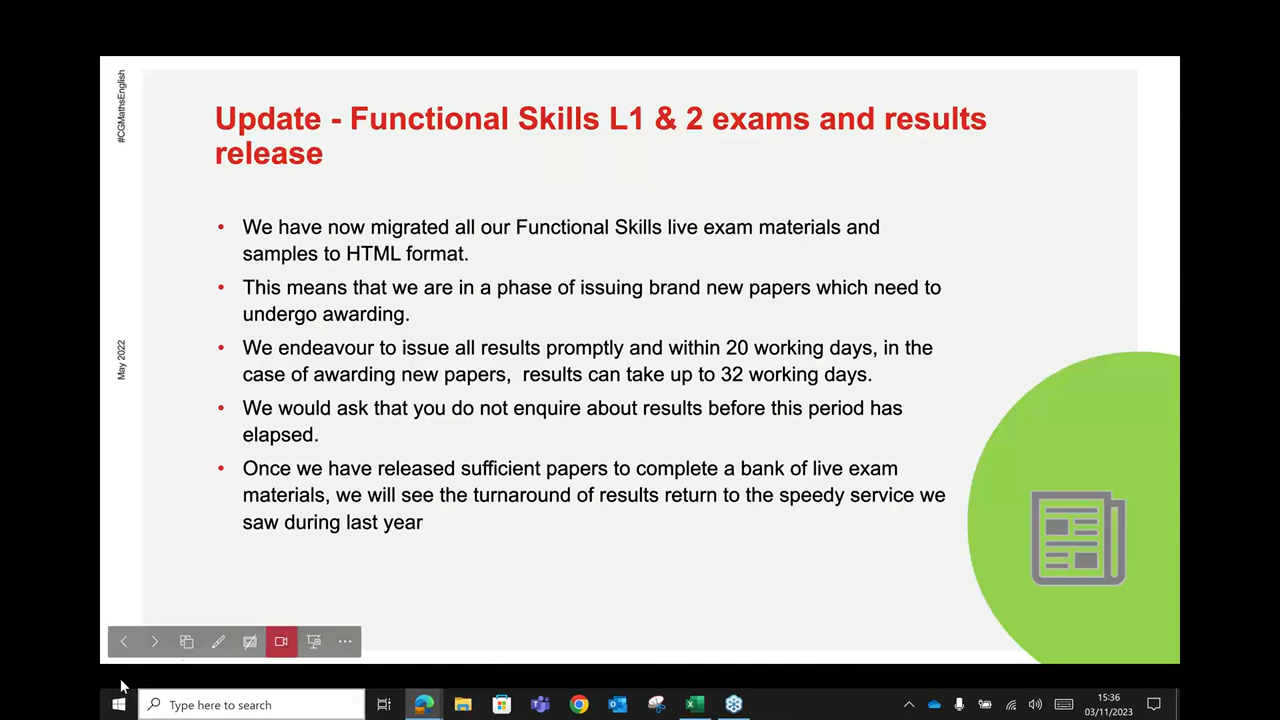 #CGMathsEnglish
Update - Functional Skills L1 & 2 exams and results
release
• We have now migrated all our Functional Skills live exam materials and
samples to HTML format.
• This means that we are in a phase of issuing brand new papers which need to
undergo awarding.
• We endeavour to issue all results promptly and within 20 working days, in the
case of awarding new papers,  results can take up to 32 working days.
• We would ask that you do not enquire about results before this period has
elapsed.
• Once we have released sufficient papers to complete a bank of live exam
materials, we will see the turnaround of results return to the speedy service we
saw during last year
May 2022
Type here to search
15:36
03/11/2023